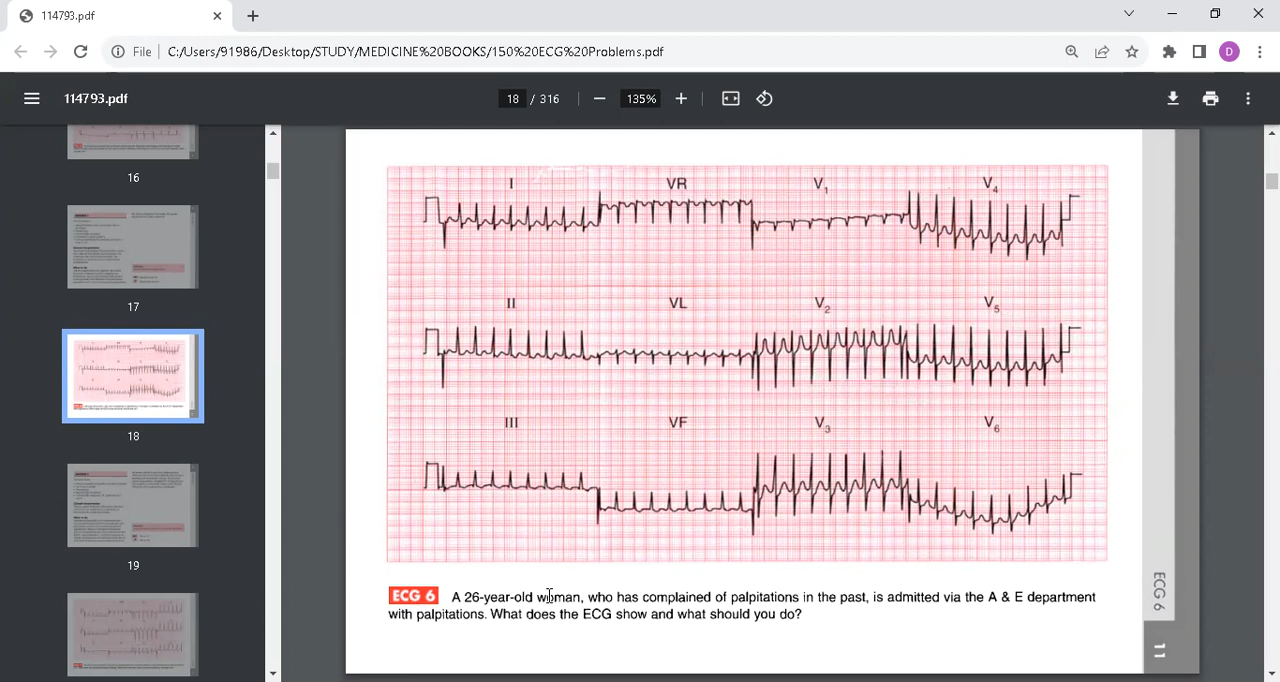 114793.pdf
File
C:/Users/91986/Desktop/STUDY/MEDICINE%20BOOKS/150%20ECG%20Problems.pdf
D
114793.pdf
18 / 316
135%
16
17
18
19
I
VR
V1
V4
II
VL
V2
V5
III
VF
V3
V6
ECG 6 A 26-year-old woman, who has complained of palpitations in the past, is admitted via the A & E department
with palpitations. What does the ECG show and what should you do?
ECG 6
11